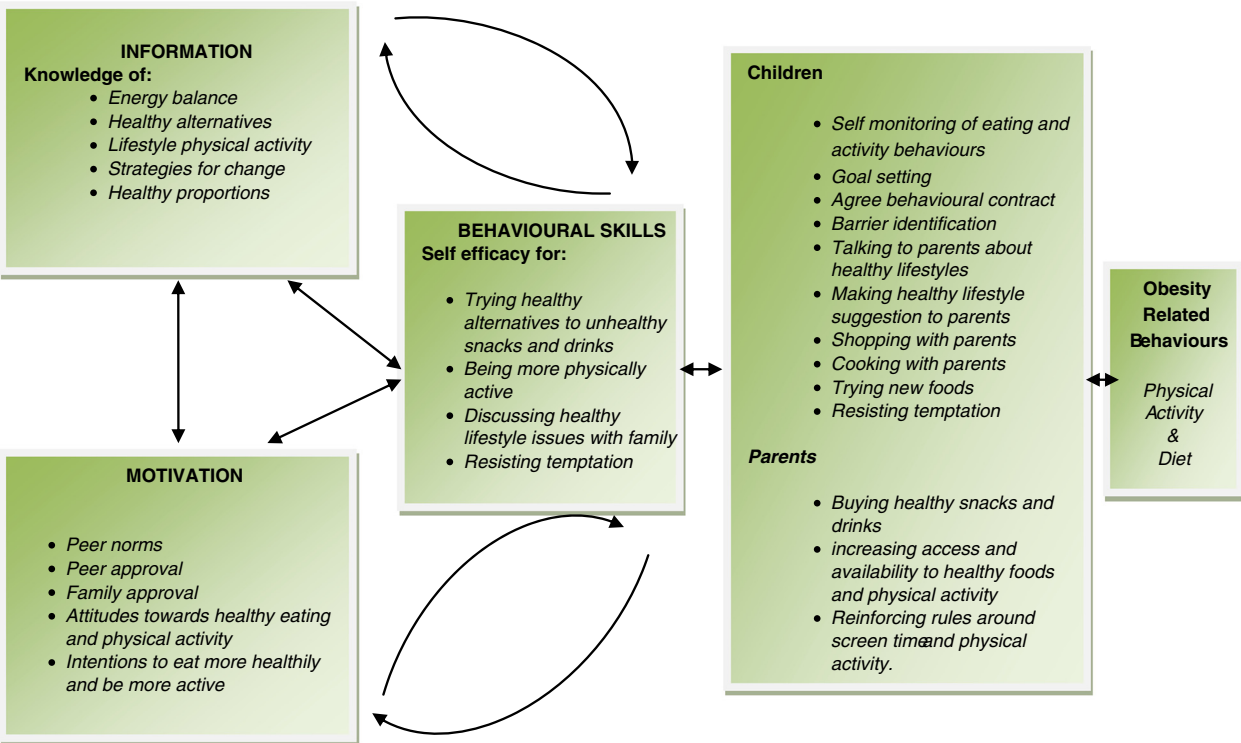 INFORMATION
Knowledge of:
• Energy balance
• Healthy alternatives
• Lifestyle physical activity
• Strategies for change
• Healthy proportions
MOTIVATION
• Peer norms
• Peer approval
• Family approval
• Attitudes towards healthy eating
and physical activity
• Intentions to eat more healthily
and be more active
BEHAVIOURAL SKILLS
Self efficacy for:
• Trying healthy
alternatives to unhealthy
snacks and drinks
• Being more physically
active
• Discussing healthy
lifestyle issues with family
• Resisting temptation
Children
• Self monitoring of eating and
activity behaviours
• Goal setting
• Agree behavioural contract
• Barrier identification
• Talking to parents about
healthy lifestyles
• Making healthy lifestyle
suggestion to parents
• Shopping with parents
• Cooking with parents
• Trying new foods
• Resisting temptation
Parents
• Buying healthy snacks and
drinks
• increasing access and
availability to healthy foods
and physical activity
• Reinforcing rules around
screen time and physical
activity.
Obesity
Related
Behaviours
Physical
Activity
&
Diet